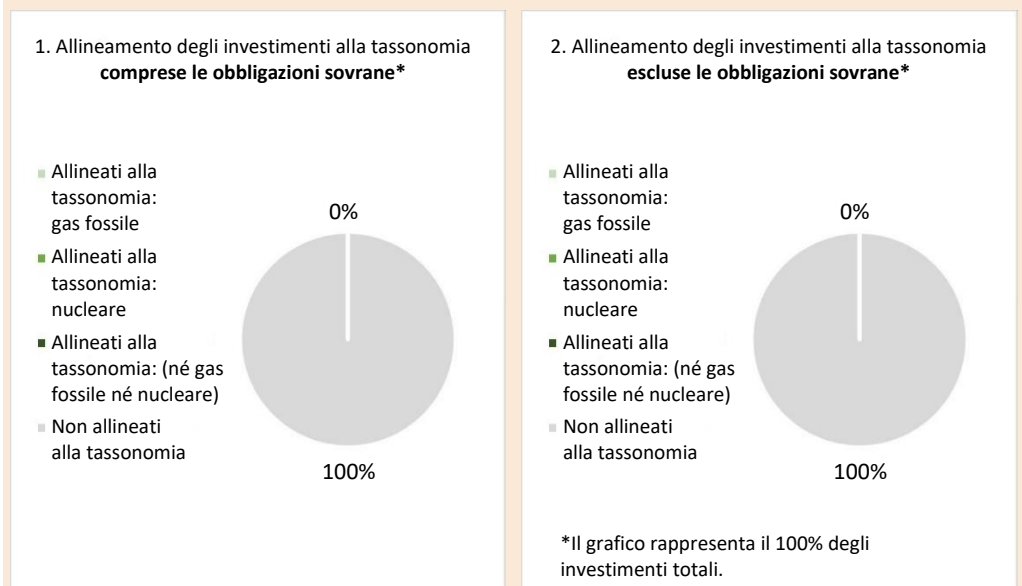 1. Allineamento degli investimenti alla tassonomia
comprese le obbligazioni sovrane*
Allineati alla
tassonomia:
gas fossile
Allineati alla
tassonomia:
nucleare
Allineati alla
tassonomia: (né gas
fossile né nucleare)
Non allineati
alla tassonomia
0%
100%
2. Allineamento degli investimenti alla tassonomia
escluse le obbligazioni sovrane*
Allineati alla
tassonomia:
gas fossile
Allineati alla
tassonomia:
nucleare
Allineati alla
tassonomia: (né gas
fossile né nucleare)
Non allineati
alla tassonomia
0%
100%
*Il grafico rappresenta il 100% degli
investimenti totali.